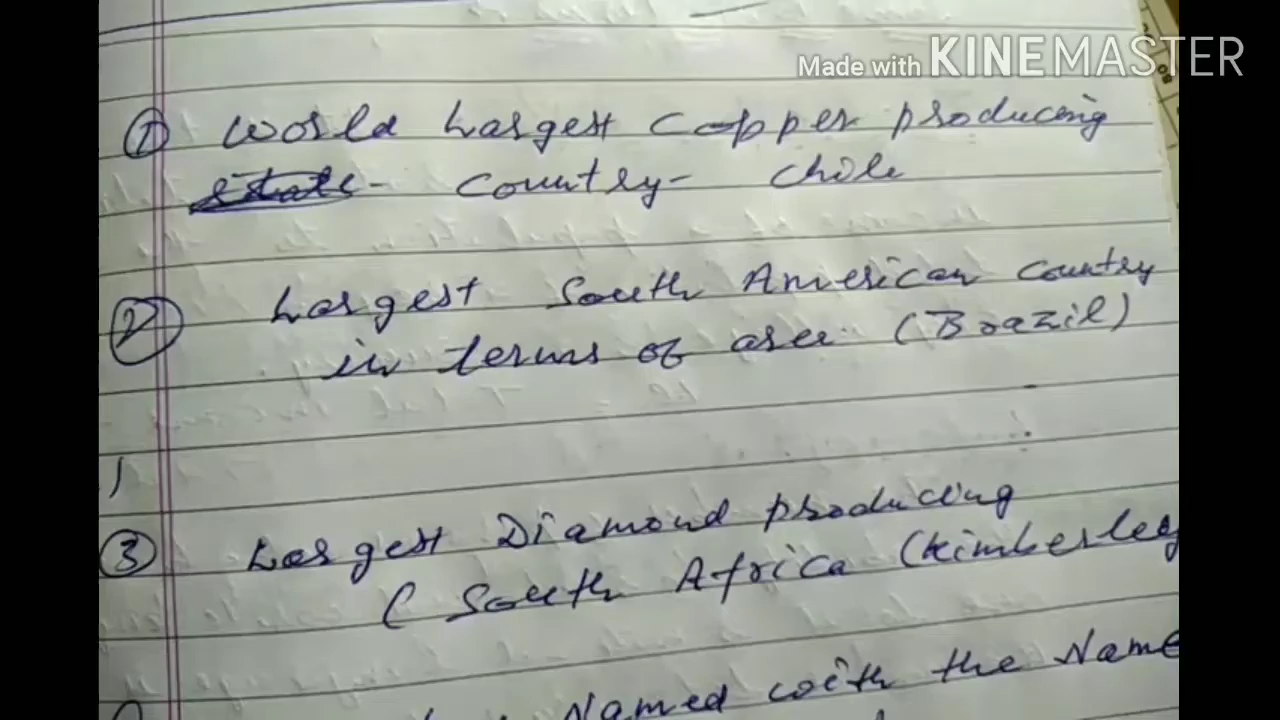 Made with KINEMASTER
① World Largest Copper producing
Country- Chile
② Largest South American Country
in terms of area (Brazil)
③ Largest Diamond producing
( South Africa (Kimberley
Named with the Name